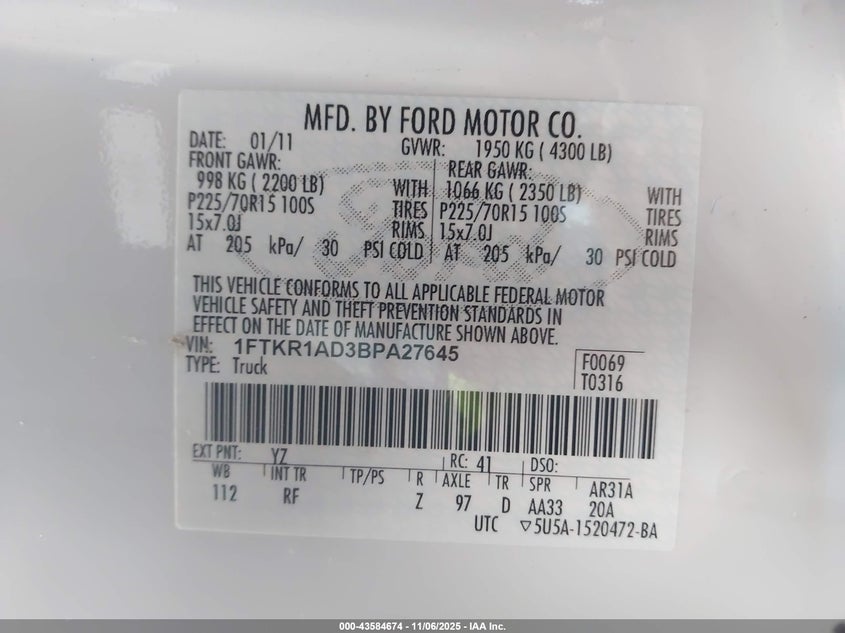 MFD. BY FORD MOTOR CO.
DATE: 01/11 GVWR: 1950 KG ( 4300 LB)
FRONT GAWR: REAR GAWR:
998 KG ( 2200 LB) WITH 1066 KG ( 2350 LB) WITH
P225/70R15 100S TIRES P225/70R15 100S TIRES
15x7.0J RIMS 15x7.0J RIMS
AT 205 kPa/ 30 PSI COLD AT 205 kPa/ 30 PSI COLD
THIS VEHICLE CONFORMS TO ALL APPLICABLE FEDERAL MOTOR
VEHICLE SAFETY AND THEFT PREVENTION STANDARDS IN
EFFECT ON THE DATE OF MANUFACTURE SHOWN ABOVE.
VIN: 1FTKR1AD3BPA27645 F0069
TYPE: Truck T0316
EXT PNT: YZ RC: 41 DSO:
WB INT TR TP/PS R AXLE TR SPR AR31A
112 RF Z 97 D AA33 20A
UTC ▽5U5A-1520472-BA
000-43584674 | 11/06/2025 - IAA Inc.